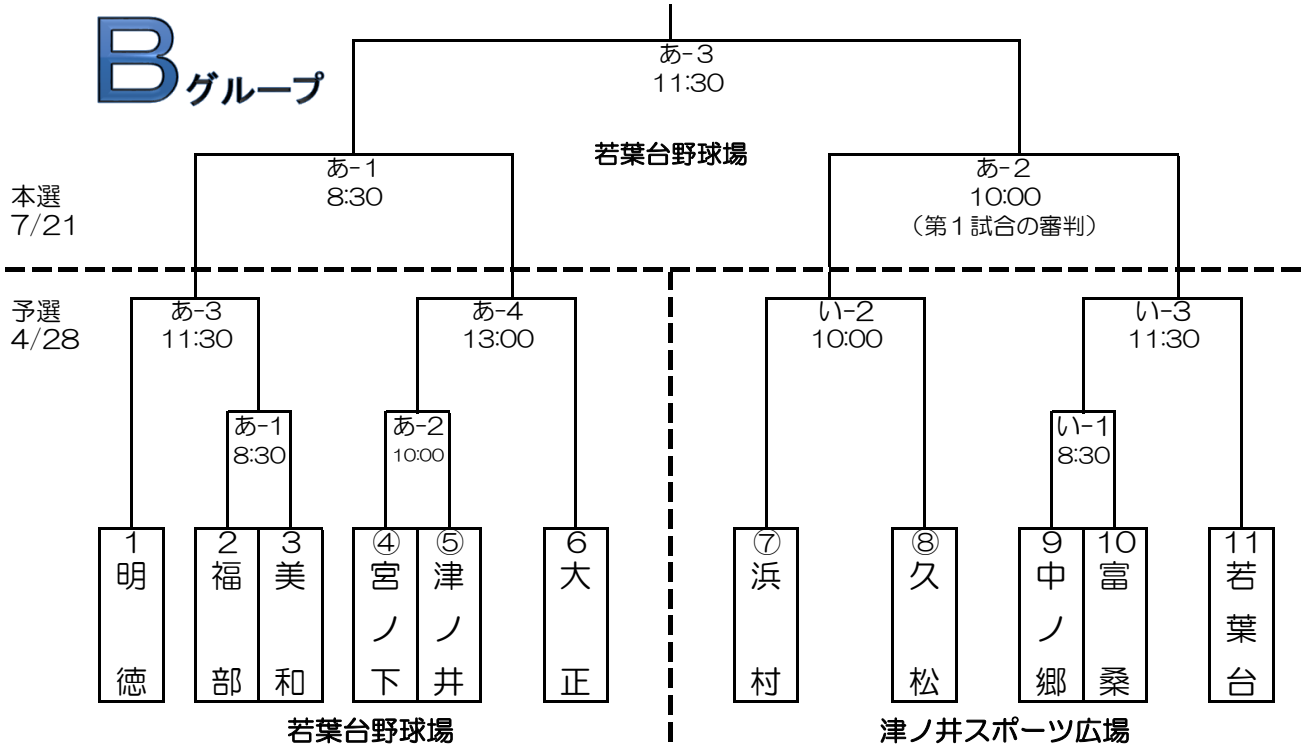 Bグループ
あ-3
11:30
若葉台野球場
本選
7/21
あ-1
8:30
あ-2
10:00
（第１試合の審判）
予選
4/28
あ-3
11:30
あ-4
13:00
い-2
10:00
い-3
11:30
あ-1
8:30
あ-2
10:00
い-1
8:30
1
明徳
2
福部
3
美和
④
宮ノ下
⑤
津ノ井
6
大正
⑦
浜村
⑧
久松
9
中ノ郷
10
富桑
11
若葉台
若葉台野球場
津ノ井スポーツ広場